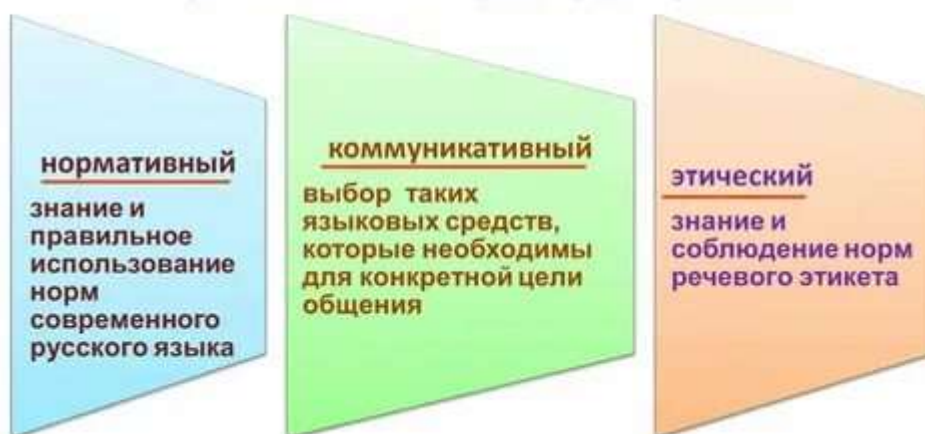 нормативный
знание и
правильное
использование
норм
современного
русского языка
коммуникативный
выбор таких
языковых средств,
которые необходимы
для конкретной цели
общения
этический
знание и
соблюдение норм
речевого этикета